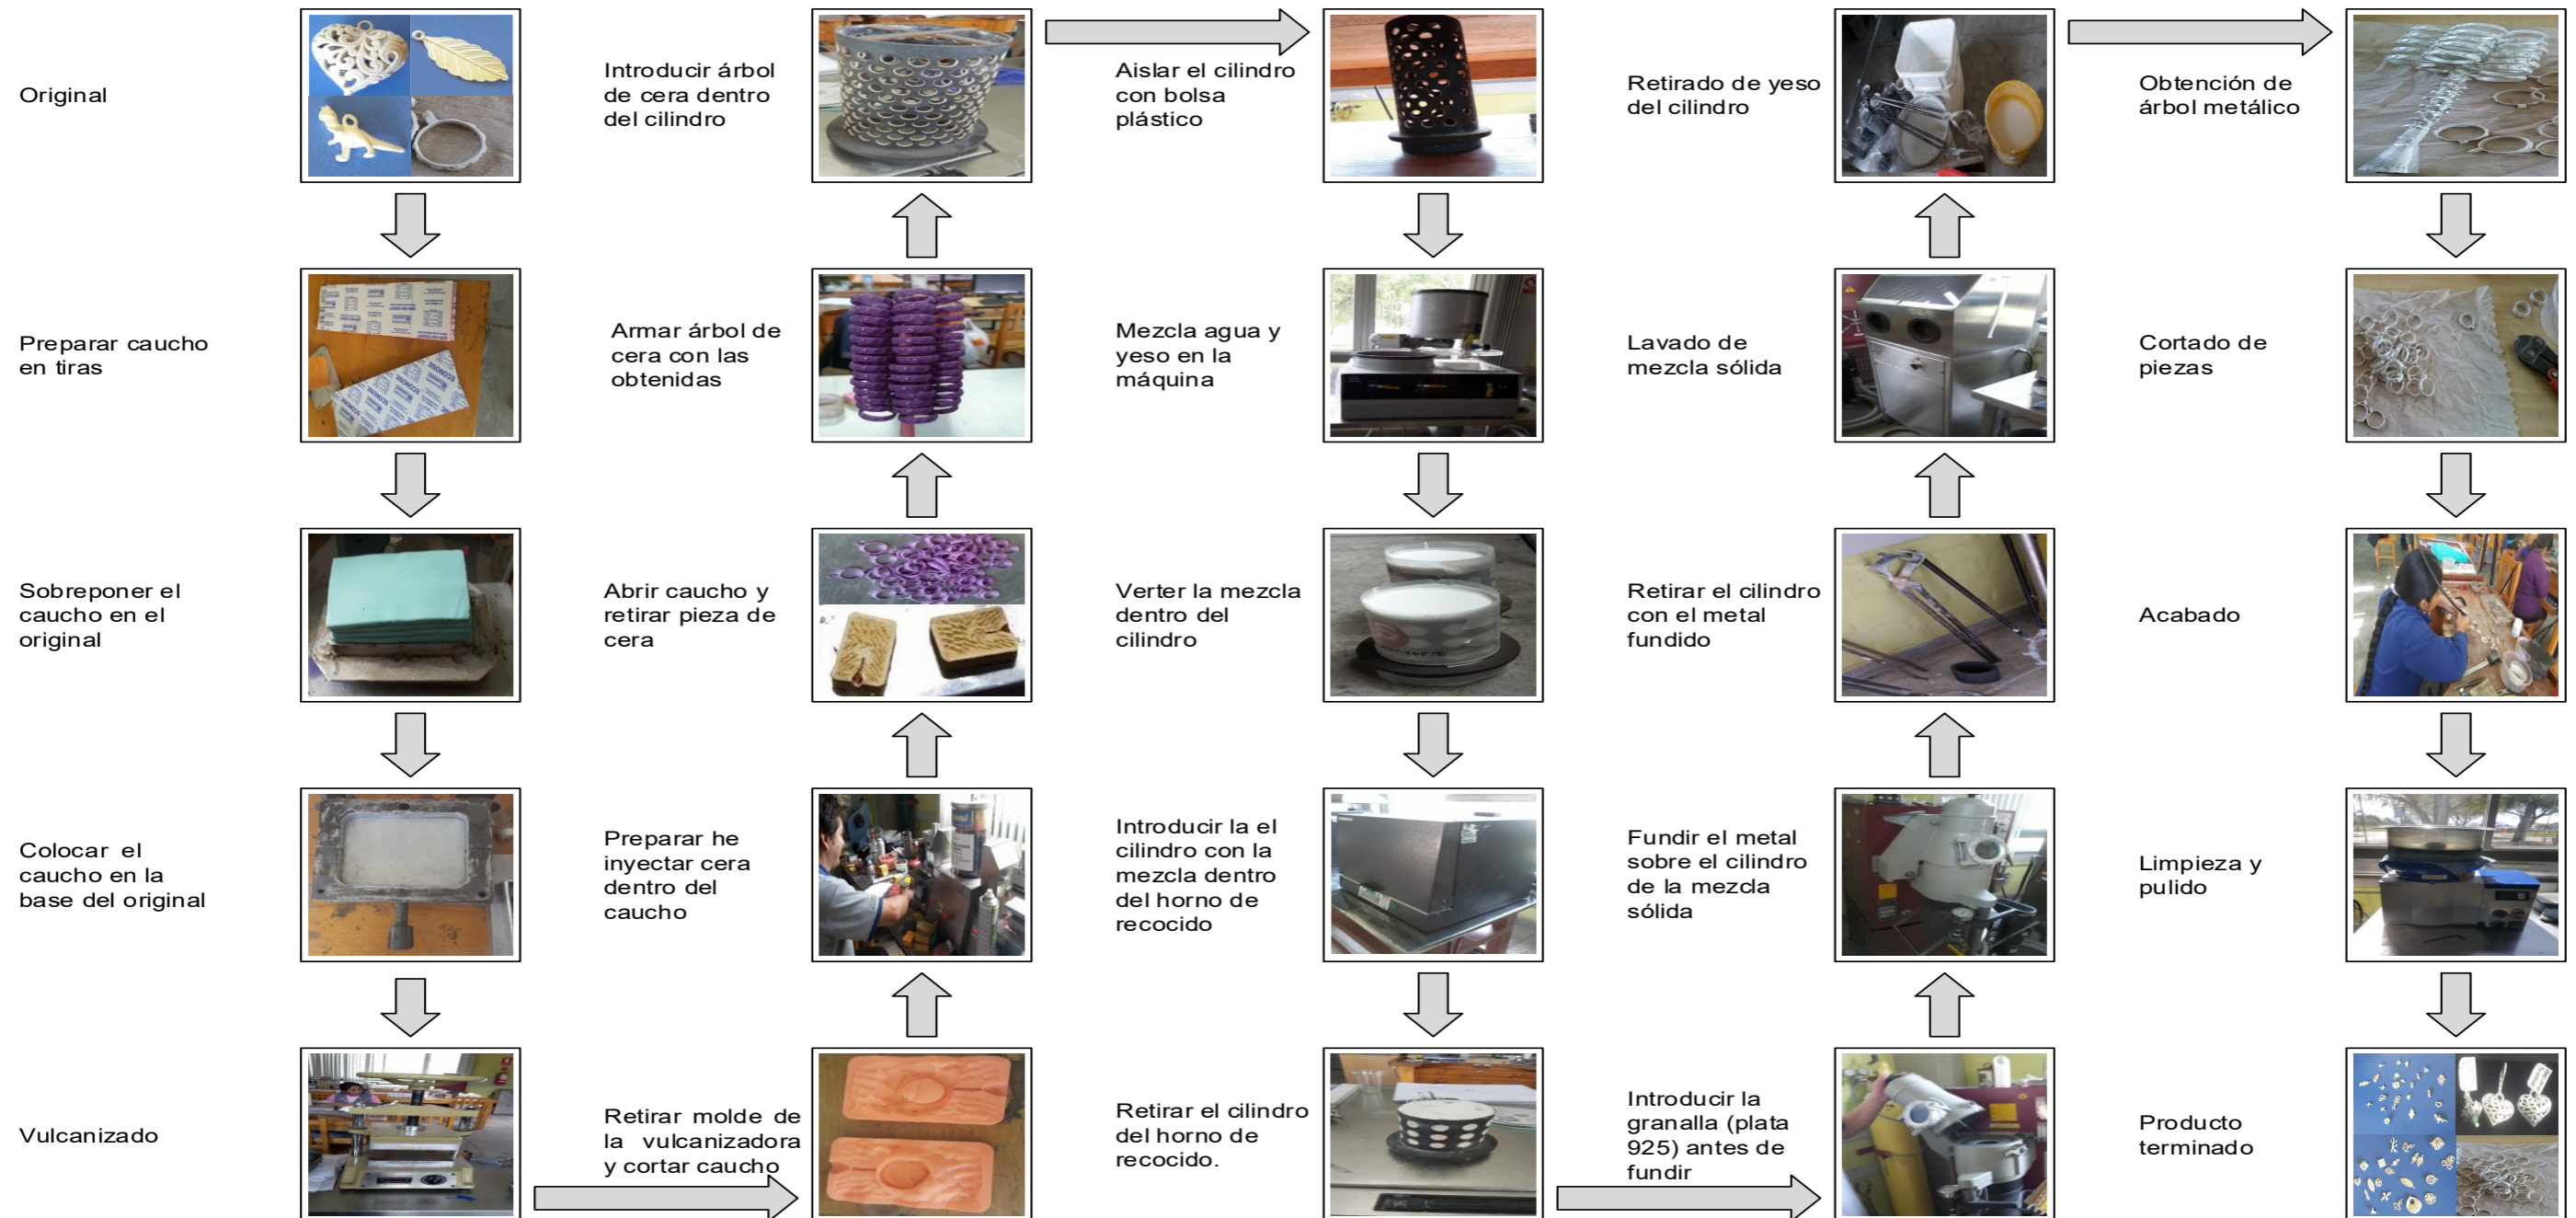 Original
Preparar caucho
en tiras
Sobreponer el
caucho en el
original
Colocar el
caucho en la
base del original
Vulcanizado
Retirar molde de
la vulcanizadora
y cortar caucho
Preparar he
inyectar cera
dentro del
caucho
Abrir caucho y
retirar pieza de
cera
Armar árbol de
cera con las
obtenidas
Introducir árbol
de cera dentro
del cilindro
Aislar el cilindro
con bolsa
plástico
Mezcla agua y
yeso en la
máquina
Verter la mezcla
dentro del
cilindro
Introducir la el
cilindro con la
mezcla dentro
del horno de
recocido
Retirar el cilindro
del horno de
recocido.
Introducir la
granalla (plata
925) antes de
fundir
Fundir el metal
sobre el cilindro
de la mezcla
sólida
Retirar el cilindro
con el metal
fundido
Lavado de
mezcla sólida
Retirado de yeso
del cilindro
Obtención de
árbol metálico
Cortado de
piezas
Acabado
Limpieza y
pulido
Producto
terminado